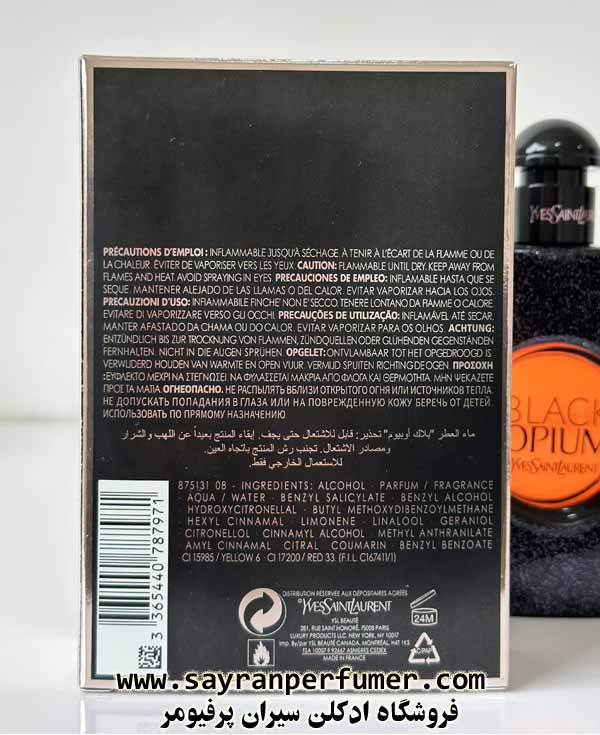 PRÉCAUTIONS D'EMPLOI : INFLAMMABLE JUSQU'À SÉCHAGE. À TENIR À L'ÉCART DE LA FLAMME OU DE
LA CHALEUR. ÉVITER DE VAPORISER VERS LES YEUX. CAUTION: FLAMMABLE UNTIL DRY. KEEP AWAY FROM
FLAMES AND HEAT. AVOID SPRAYING IN EYES. PRECAUCIONES DE EMPLEO: INFLAMABLE HASTA QUE SE
SEQUE. MANTENER ALEJADO DE LAS LLAMAS O DEL CALOR. EVITAR VAPORIZAR HACIA LOS OJOS.
PRECAUZIONI D'USO: INFIAMMABILE FINCHE' NON E' SECCO. TENERE LONTANO DA FIAMME O CALORE.
EVITARE DI VAPORIZZARE VERSO GLI OCCHI. PRECAUÇÕES DE UTILIZAÇÃO: INFLAMÁVEL ATÉ SECAR.
MANTER AFASTADO DA CHAMA OU DO CALOR. EVITAR VAPORIZAR PARA OS OLHOS. ACHTUNG:
ENTZÜNDLICH BIS ZUR TROCKNUNG VON FLAMMEN, ZÜNDQUELLEN ODER GLÜHENDEN GEGENSTÄNDEN
FERNHALTEN. NICHT IN DIE AUGEN SPRÜHEN. OPGELET: ONTVLAMBAAR TOT HET OPGEDROOGD IS.
VERWIJDERD HOUDEN VAN WARMTE EN OPEN VUUR. VERMIJD SPUITEN RICHTING DE OGEN. ΠΡΟΣΟΧΗ
:ΕΥΦΛΕΚΤΟ ΜΕΧΡΙ ΝΑ ΣΤΕΓΝΩΣΕΙ. ΝΑ ΦΥΛΑΣΣΕΤΑΙ ΜΑΚΡΙΑ ΑΠΟ ΦΛΟΓΑ ΚΑΙ ΘΕΡΜΟΤΗΤΑ. ΜΗΝ ΨΕΚΑΖΕΤΕ
ΠΡΟΣ ΤΑ ΜΑΤΙΑ. ОГНЕОПАСНО. НЕ РАСПЫЛЯТЬ ВБЛИЗИ ОТКРЫТОГО ОГНЯ ИЛИ ИСТОЧНИКОВ ТЕПЛА.
НЕ ДОПУСКАТЬ ПОПАДАНИЯ В ГЛАЗА ИЛИ НА ПОВРЕЖДЕННУЮ КОЖУ. БЕРЕЧЬ ОТ ДЕТЕЙ.
ИСПОЛЬЗОВАТЬ ПО ПРЯМОМУ НАЗНАЧЕНИЮ.
ماء العطر "بلاك أوبيوم" تحذير: قابل للاشتعال حتى يجف. إبقاء المنتج بعيداً عن اللهب والشرار
ومصادر الاشتعال. تجنب رش المنتج باتجاه العين.
للاستعمال الخارجي فقط.
875131 08 - INGREDIENTS: ALCOHOL • PARFUM / FRAGRANCE
AQUA / WATER • BENZYL SALICYLATE • BENZYL ALCOHOL
HYDROXYCITRONELLAL • BUTYL METHOXYDIBENZOYLMETHANE
HEXYL CINNAMAL • LIMONENE • LINALOOL • GERANIOL
CITRONELLOL • CINNAMYL ALCOHOL • METHYL ANTHRANILATE
AMYL CINNAMAL • CITRAL COUMARIN • BENZYL BENZOATE
CI 15985 / YELLOW 6 • CI 17200 / RED 33 (F.I.L. C167411/1)
3 365440 787971
DISTRIBUTION RÉSERVÉE AUX DÉPOSITAIRES AGRÉÉS
©YVESSAINTLAURENT
YSL BEAUTÉ
281, RUE SAINT-HONORÉ, 75008 PARIS
LUXURY PRODUCTS LLC. NEW YORK, NY 10017
Imp. by/par YSL BEAUTÉ CANADA, MONTRÉAL, H4T 1K5
FSA 10007 F 92667 ASNIERES CEDEX
MADE IN FRANCE
24M
CPAP
YVESSAINTLAURENT
BLACK
OPIUM
YVESSAINTLAURENT
www.sayranperfumer.com
فروشگاه ادکلن سیران پرفیومر